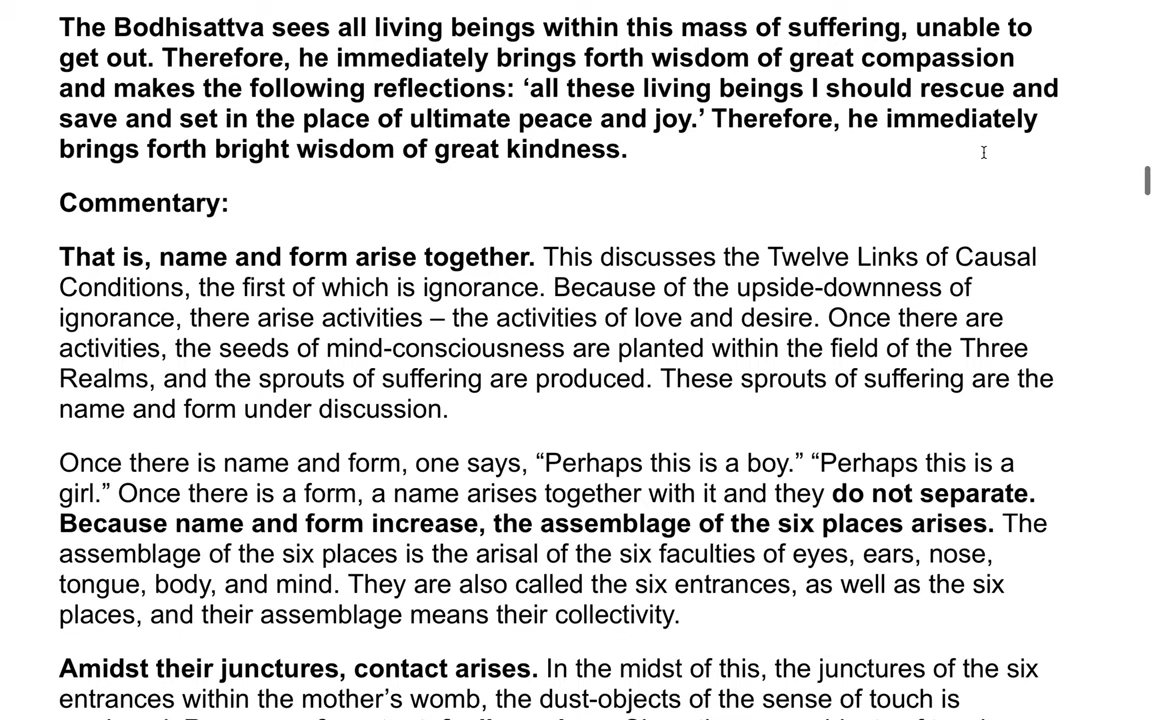 The Bodhisattva sees all living beings within this mass of suffering, unable to
get out. Therefore, he immediately brings forth wisdom of great compassion
and makes the following reflections: ‘all these living beings I should rescue and
save and set in the place of ultimate peace and joy.’ Therefore, he immediately
brings forth bright wisdom of great kindness.
Commentary:
That is, name and form arise together. This discusses the Twelve Links of Causal
Conditions, the first of which is ignorance. Because of the upside-downness of
ignorance, there arise activities – the activities of love and desire. Once there are
activities, the seeds of mind-consciousness are planted within the field of the Three
Realms, and the sprouts of suffering are produced. These sprouts of suffering are the
name and form under discussion.
Once there is name and form, one says, “Perhaps this is a boy.” “Perhaps this is a
girl.” Once there is a form, a name arises together with it and they do not separate.
Because name and form increase, the assemblage of the six places arises. The
assemblage of the six places is the arisal of the six faculties of eyes, ears, nose,
tongue, body, and mind. They are also called the six entrances, as well as the six
places, and their assemblage means their collectivity.
Amidst their junctures, contact arises. In the midst of this, the junctures of the six
entrances within the mother’s womb, the dust-objects of the sense of touch is